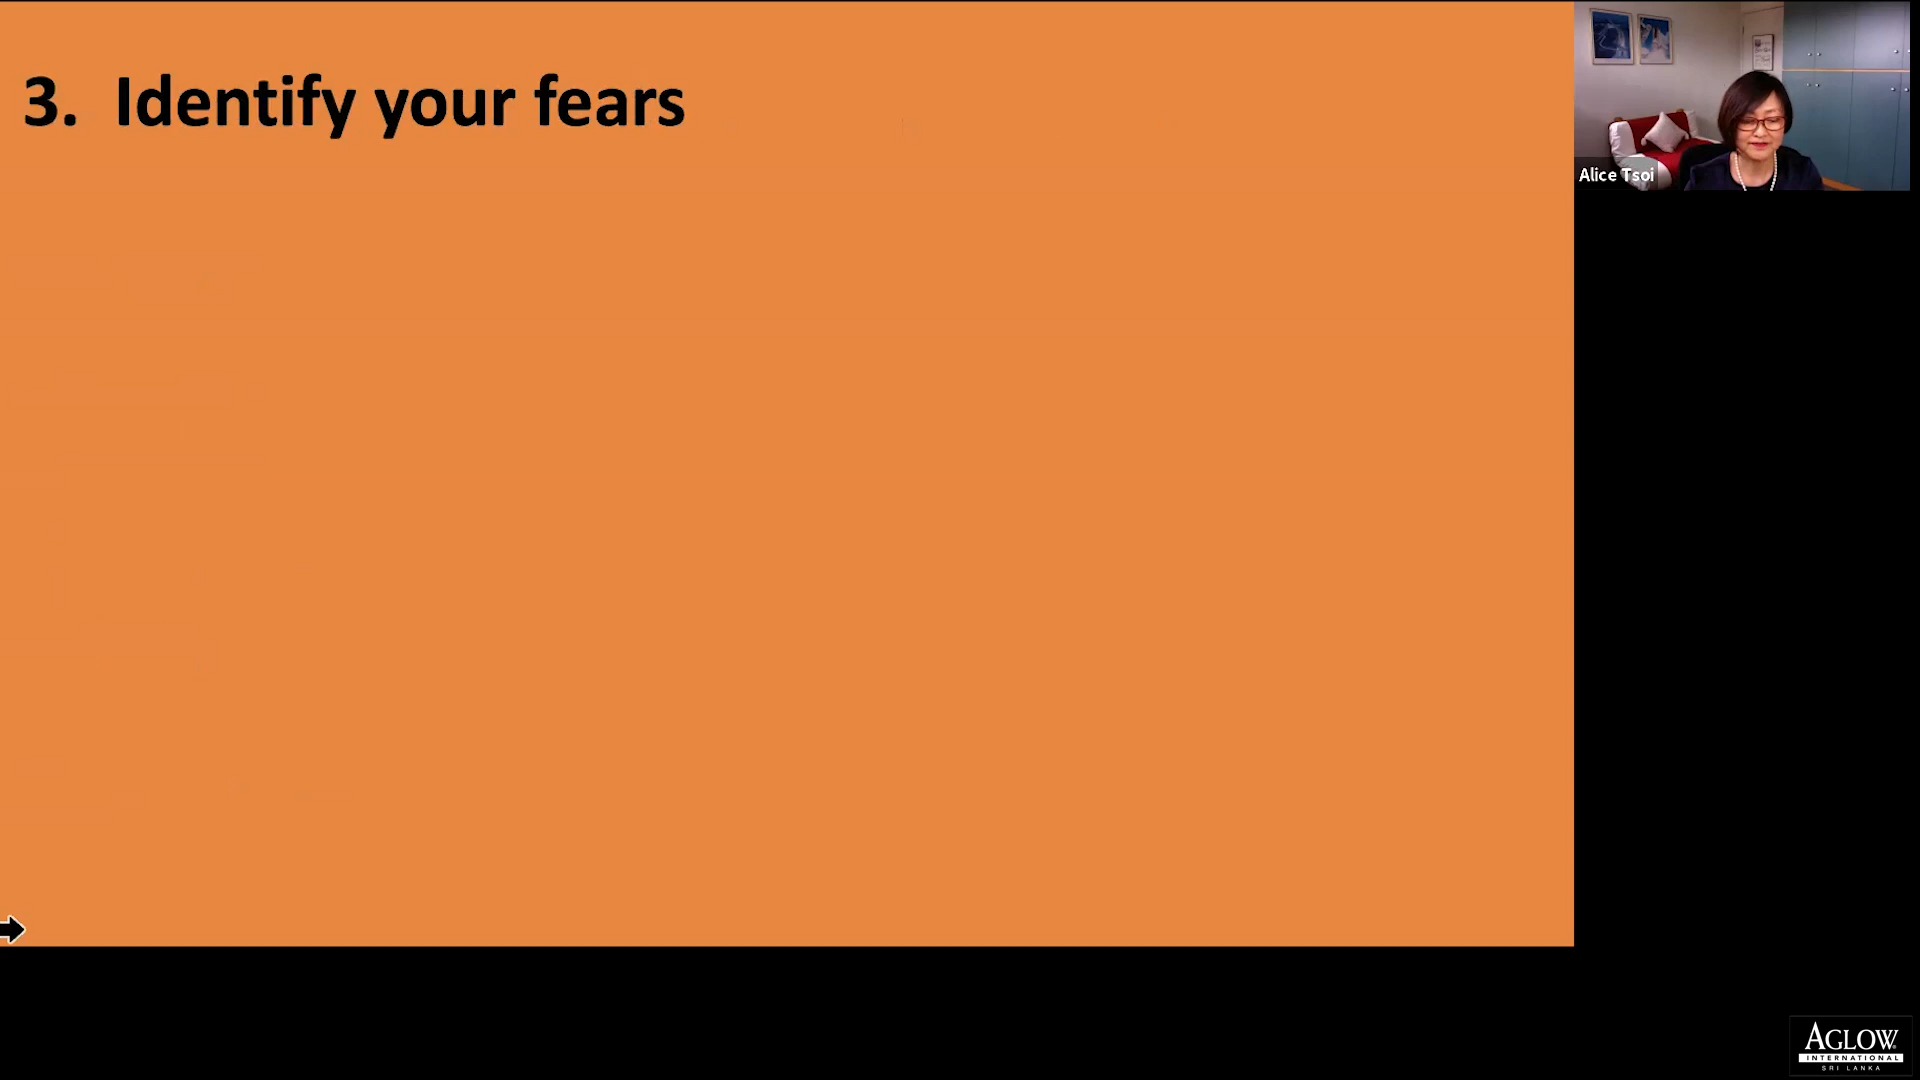 3. Identify your fears
Alice Tsoi
AGLOW
INTERNATIONAL
SRI LANKA